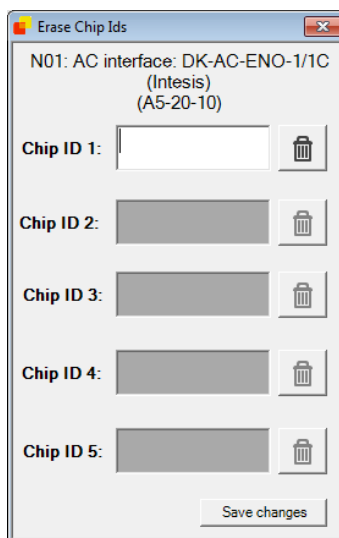 Erase Chip Ids
N01: AC interface: DK-AC-ENO-1/1C
(Intesis)
(A5-20-10)
Chip ID 1:
Chip ID 2:
Chip ID 3:
Chip ID 4:
Chip ID 5:
Save changes